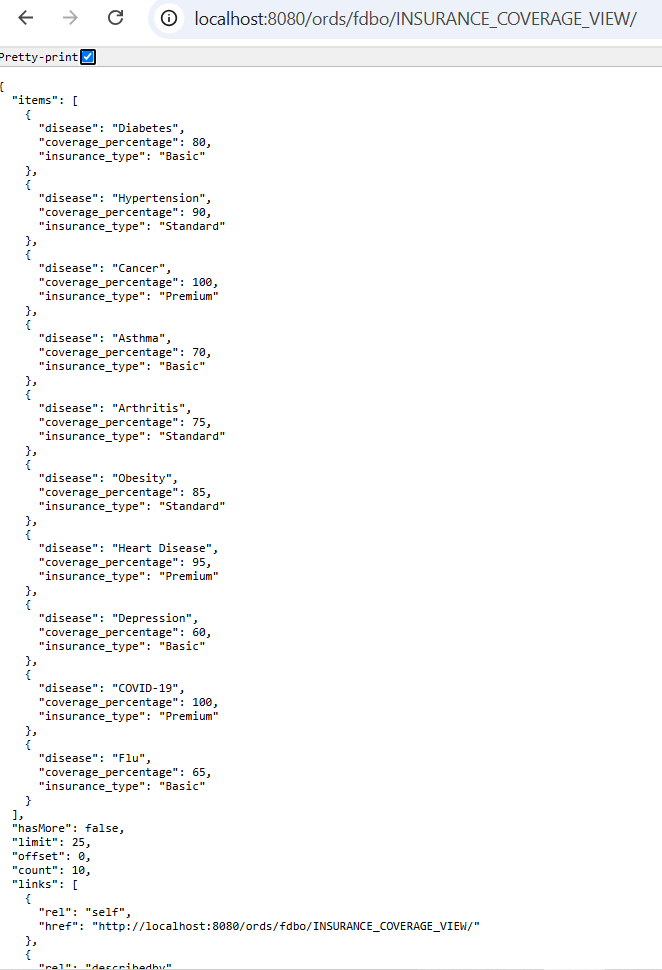 localhost:8080/ords/fdbo/INSURANCE_COVERAGE_VIEW/
Pretty-print
{
  "items": [
    {
      "disease": "Diabetes",
      "coverage_percentage": 80,
      "insurance_type": "Basic"
    },
    {
      "disease": "Hypertension",
      "coverage_percentage": 90,
      "insurance_type": "Standard"
    },
    {
      "disease": "Cancer",
      "coverage_percentage": 100,
      "insurance_type": "Premium"
    },
    {
      "disease": "Asthma",
      "coverage_percentage": 70,
      "insurance_type": "Basic"
    },
    {
      "disease": "Arthritis",
      "coverage_percentage": 75,
      "insurance_type": "Standard"
    },
    {
      "disease": "Obesity",
      "coverage_percentage": 85,
      "insurance_type": "Standard"
    },
    {
      "disease": "Heart Disease",
      "coverage_percentage": 95,
      "insurance_type": "Premium"
    },
    {
      "disease": "Depression",
      "coverage_percentage": 60,
      "insurance_type": "Basic"
    },
    {
      "disease": "COVID-19",
      "coverage_percentage": 100,
      "insurance_type": "Premium"
    },
    {
      "disease": "Flu",
      "coverage_percentage": 65,
      "insurance_type": "Basic"
    }
  ],
  "hasMore": false,
  "limit": 25,
  "offset": 0,
  "count": 10,
  "links": [
    {
      "rel": "self",
      "href": "http://localhost:8080/ords/fdbo/INSURANCE_COVERAGE_VIEW/"
    },
    {
      "rel": "describedby"